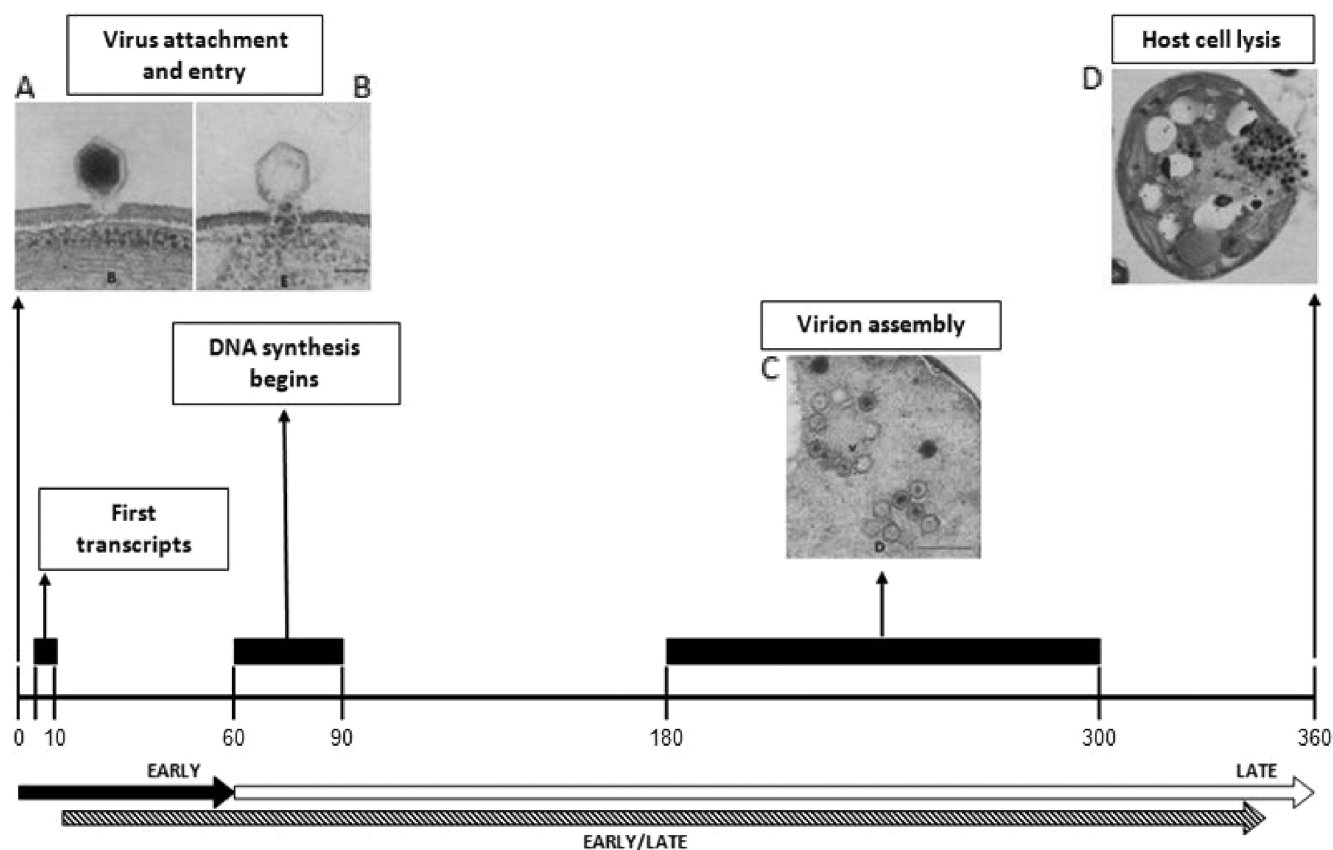 Virus attachment
and entry
A
B
B
E
Host cell lysis
D
DNA synthesis
begins
Virion assembly
C
V
D
First
transcripts
0
10
60
90
180
300
360
EARLY
LATE
EARLY/LATE